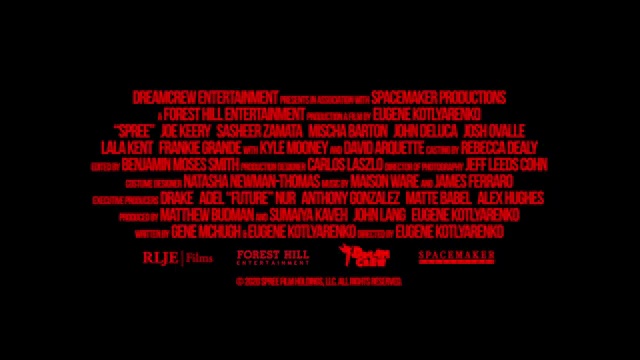 DREAMCREW ENTERTAINMENT PRESENTS IN ASSOCIATION WITH SPACEMAKER PRODUCTIONS
A FOREST HILL ENTERTAINMENT PRODUCTION A FILM BY EUGENE KOTLYARENKO
"SPREE" JOE KEERY SASHEER ZAMATA MISCHA BARTON JOHN DELUCA JOSH OVALLE
LALA KENT FRANKIE GRANDE WITH KYLE MOONEY AND DAVID ARQUETTE CASTING BY REBECCA DEALY
EDITED BY BENJAMIN MOSES SMITH PRODUCTION DESIGNER CARLOS LASZLO DIRECTOR OF PHOTOGRAPHY JEFF LEEDS COHN
COSTUME DESIGNER NATASHA NEWMAN-THOMAS MUSIC BY MAISON WARE AND JAMES FERRARO
EXECUTIVE PRODUCERS DRAKE ADEL "FUTURE" NUR ANTHONY GONZALEZ MATTE BABEL ALEX HUGHES
PRODUCED BY MATTHEW BUDMAN AND SUMAIYA KAVEH JOHN LANG EUGENE KOTLYARENKO
WRITTEN BY GENE MCHUGH & EUGENE KOTLYARENKO DIRECTED BY EUGENE KOTLYARENKO
RLJE Films FOREST HILL ENTERTAINMENT DREAM CREW SPACEMAKER
© 2020 SPREE FILM HOLDINGS, LLC. ALL RIGHTS RESERVED.